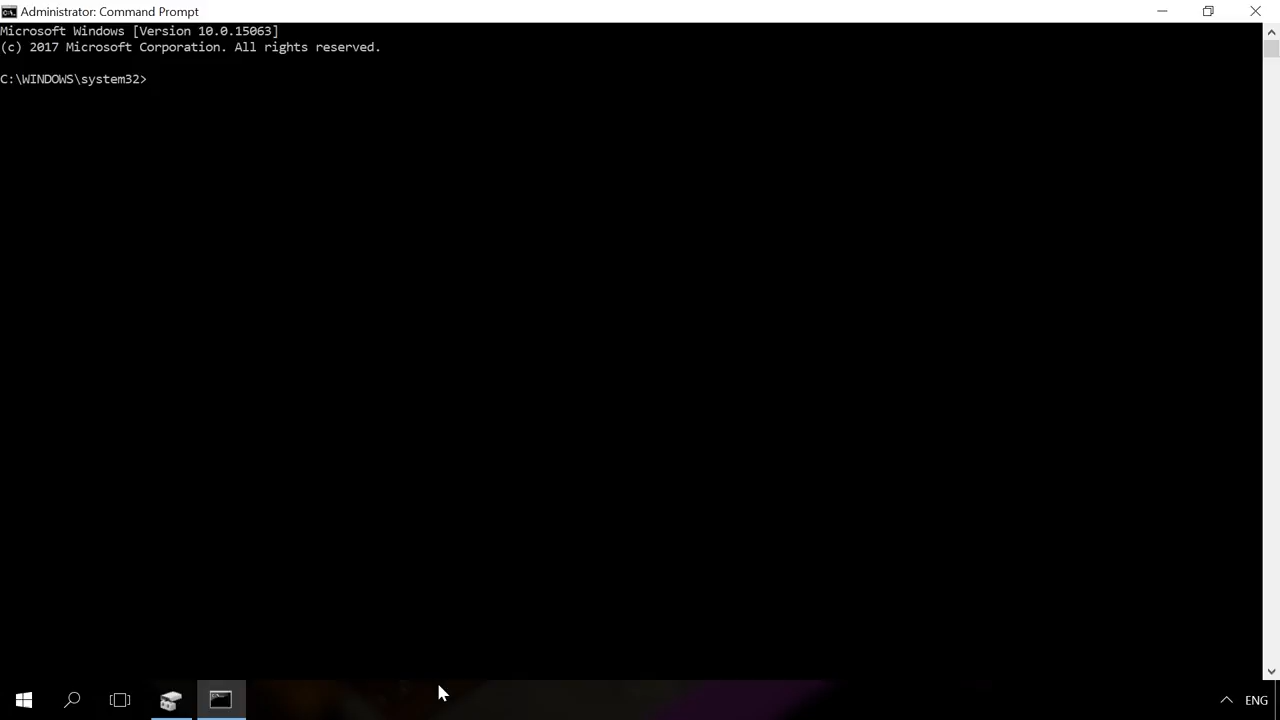 Administrator: Command Prompt
Microsoft Windows [Version 10.0.15063]
(c) 2017 Microsoft Corporation. All rights reserved.
C:\WINDOWS\system32>
ENG